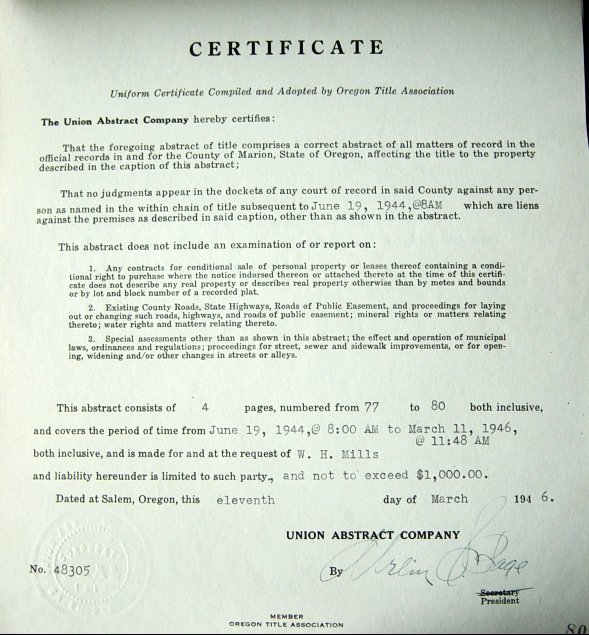 CERTIFICATE
Uniform Certificate Compiled and Adopted by Oregon Title Association
The Union Abstract Company hereby certifies:
That the foregoing abstract of title comprises a correct abstract of all matters of record in the
official records in and for the County of Marion, State of Oregon, affecting the title to the property
described in the caption of this abstract;
That no judgments appear in the dockets of any court of record in said County against any per-
son as named in the within chain of title subsequent to June 19, 1944,@8AM which are liens
against the premises as described in said caption, other than as shown in the abstract.
This abstract does not include an examination of or report on:
1. Any contracts for conditional sale of personal property or leases thereof containing a condi-
tional right to purchase where the notice indorsed thereon or attached thereto at the time of this certifi-
cate does not describe any real property or describes real property otherwise than by metes and bounds
or by lot and block number of a recorded plat.
2. Existing County Roads, State Highways, Roads of Public Easement, and proceedings for laying
out or changing such roads, highways, and roads of public easement; mineral rights or matters relating
thereto; water rights and matters relating thereto.
3. Special assessments other than as shown in this abstract; the effect and operation of municipal
laws, ordinances and regulations; proceedings for street, sewer and sidewalk improvements, or for open-
ing, widening and/or other changes in streets or alleys.
This abstract consists of 4 pages, numbered from 77 to 80 both inclusive,
and covers the period of time from June 19, 1944,@ 8:00 AM to March 11, 1946,
@ 11:48 AM
both inclusive, and is made for and at the request of W. H. Mills
and liability hereunder is limited to such party., and not to exceed $1,000.00.
Dated at Salem, Oregon, this eleventh day of March 194 6.
UNION ABSTRACT COMPANY
No. 48305
By
Secretary
President
MEMBER
OREGON TITLE ASSOCIATION
80